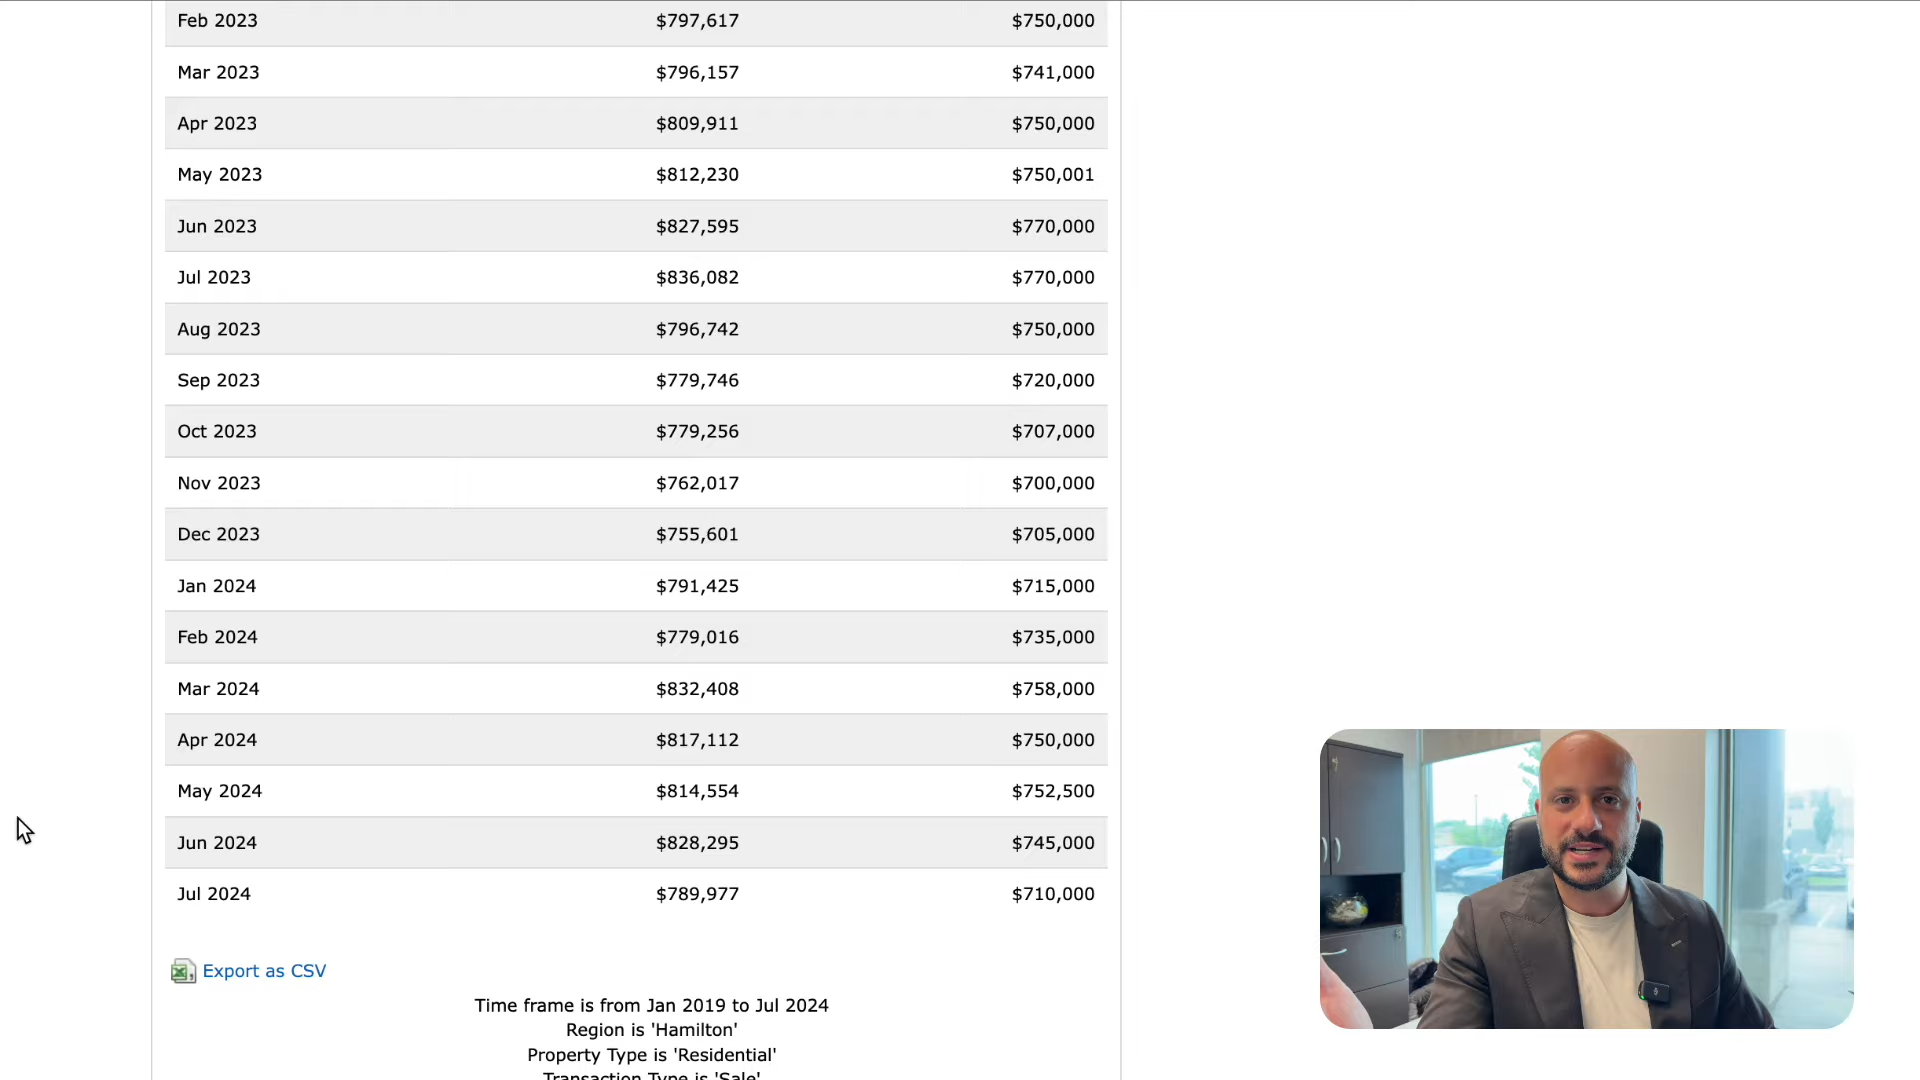 Feb 2023 $797,617 $750,000
Mar 2023 $796,157 $741,000
Apr 2023 $809,911 $750,000
May 2023 $812,230 $750,001
Jun 2023 $827,595 $770,000
Jul 2023 $836,082 $770,000
Aug 2023 $796,742 $750,000
Sep 2023 $779,746 $720,000
Oct 2023 $779,256 $707,000
Nov 2023 $762,017 $700,000
Dec 2023 $755,601 $705,000
Jan 2024 $791,425 $715,000
Feb 2024 $779,016 $735,000
Mar 2024 $832,408 $758,000
Apr 2024 $817,112 $750,000
May 2024 $814,554 $752,500
Jun 2024 $828,295 $745,000
Jul 2024 $789,977 $710,000
Export as CSV
Time frame is from Jan 2019 to Jul 2024
Region is 'Hamilton'
Property Type is 'Residential'
Transaction Type is 'Sale'